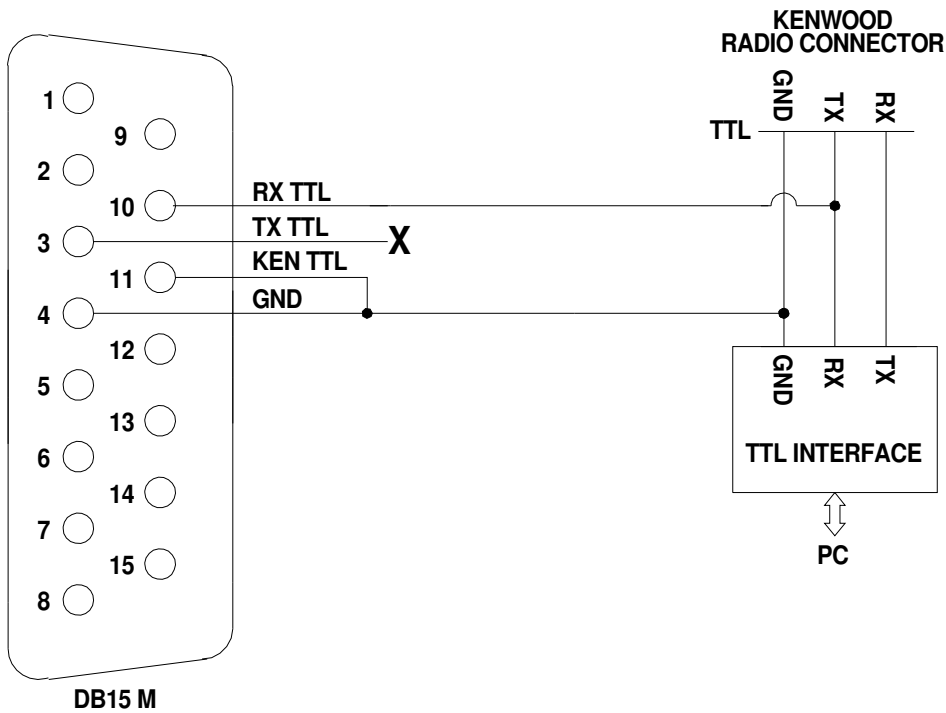 KENWOOD
RADIO CONNECTOR
GND
TX
RX
TTL
1
9
2
10
RX TTL
3
TX TTL
X
11
KEN TTL
4
GND
12
5
13
6
14
7
15
8
GND
RX
TX
TTL INTERFACE
PC
DB15 M